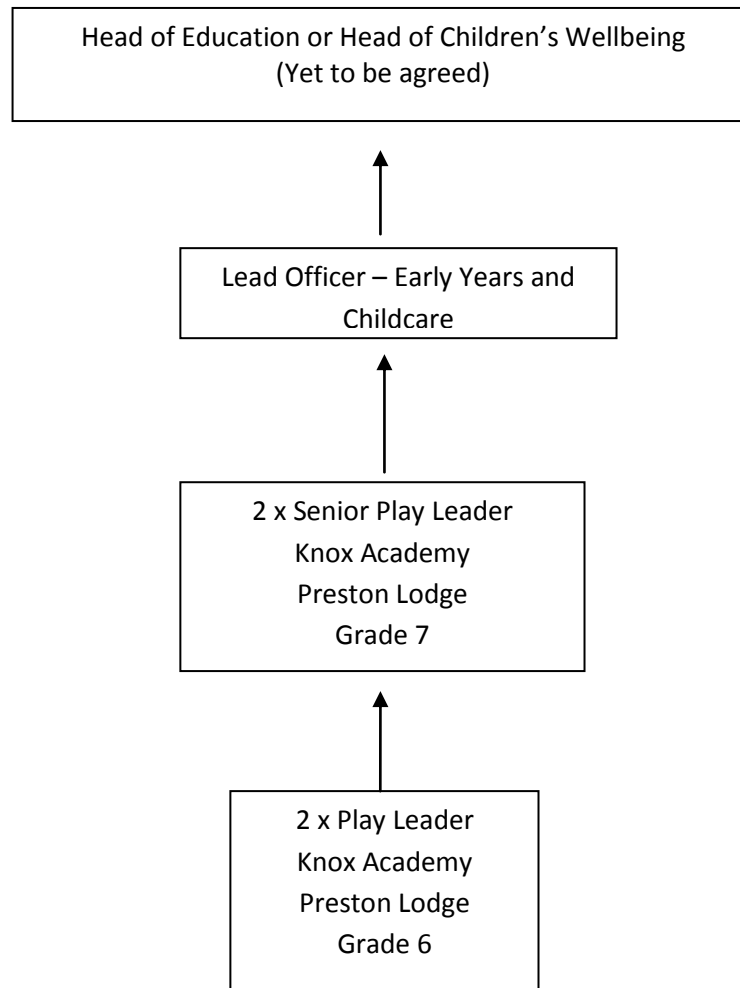 Head of Education or Head of Children’s Wellbeing
(Yet to be agreed)
Lead Officer – Early Years and
Childcare
2 x Senior Play Leader
Knox Academy
Preston Lodge
Grade 7
2 x Play Leader
Knox Academy
Preston Lodge
Grade 6